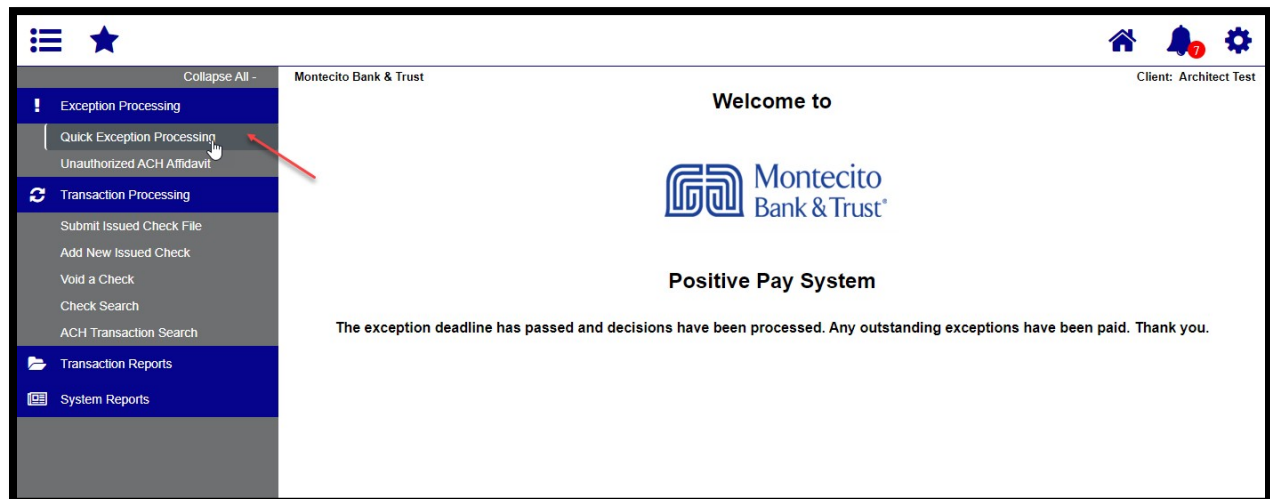 7
Collapse All -
Montecito Bank & Trust
Client: Architect Test
Exception Processing
Quick Exception Processing
Unauthorized ACH Affidavit
Transaction Processing
Submit Issued Check File
Add New Issued Check
Void a Check
Check Search
ACH Transaction Search
Transaction Reports
System Reports
Welcome to
Montecito
Bank & Trust®
Positive Pay System
The exception deadline has passed and decisions have been processed. Any outstanding exceptions have been paid. Thank you.